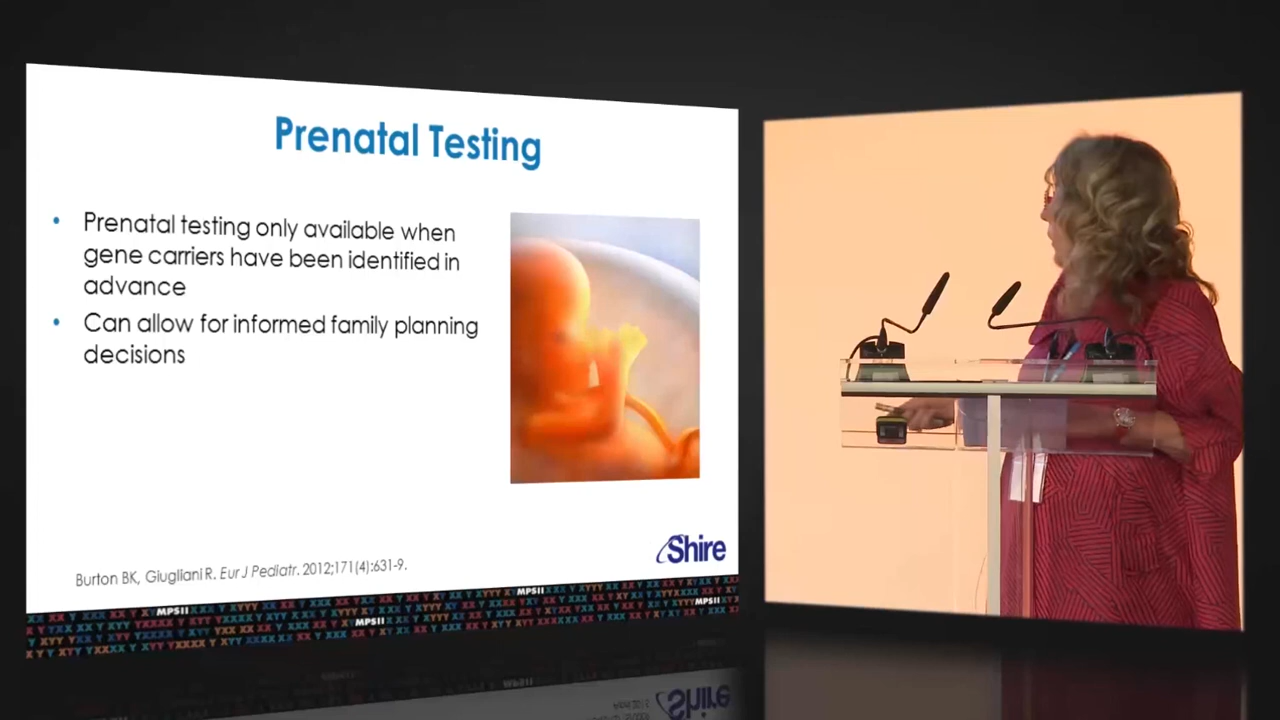 Prenatal Testing
• Prenatal testing only available when
gene carriers have been identified in
advance
• Can allow for informed family planning
decisions
Shire
Burton BK, Giugliani R. Eur J Pediatr. 2012;171(4):631-9.
MPSII
MPSII
MPSII
MPSII